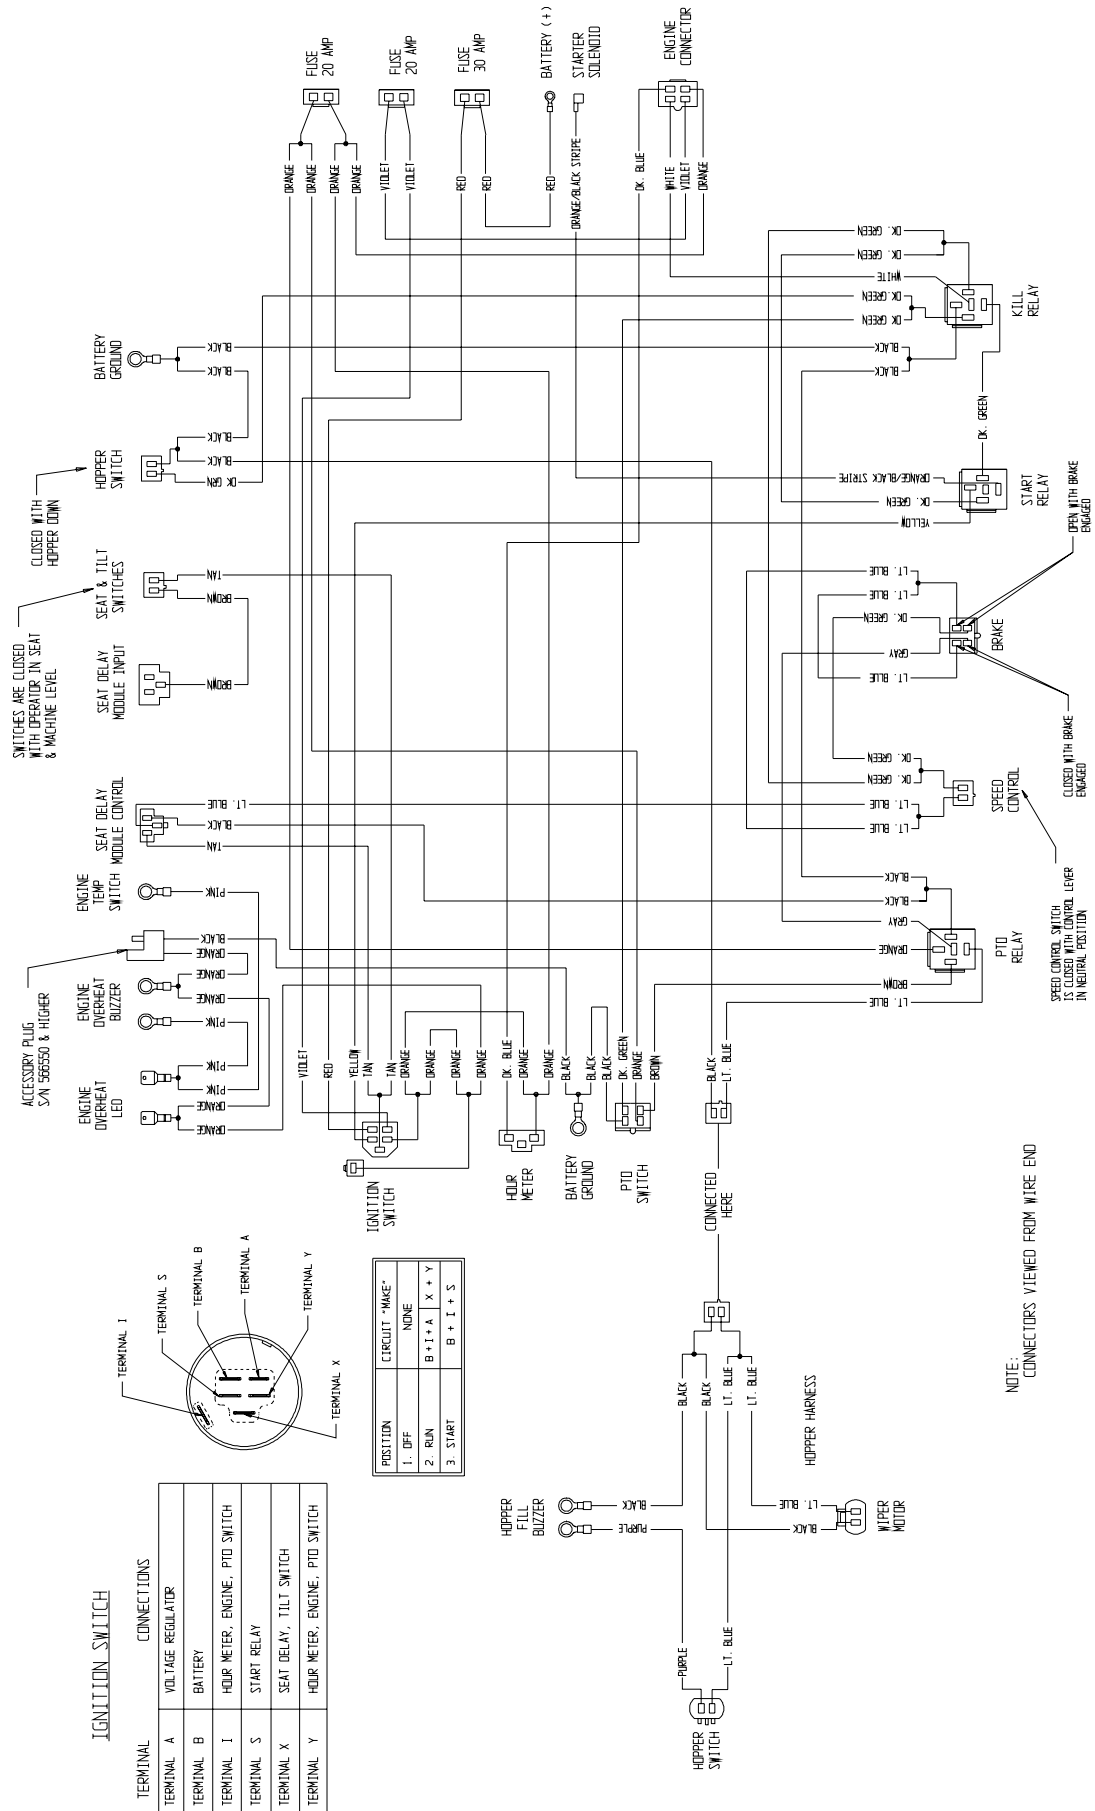 IGNITION SWITCH
TERMINAL CONNECTIONS
TERMINAL A VOLTAGE REGULATOR
TERMINAL B BATTERY
TERMINAL I HOUR METER, ENGINE, PTO SWITCH
TERMINAL S START RELAY
TERMINAL X SEAT DELAY, TILT SWITCH
TERMINAL Y HOUR METER, ENGINE, PTO SWITCH
TERMINAL I
TERMINAL S
TERMINAL B
TERMINAL A
TERMINAL Y
TERMINAL X
POSITION CIRCUIT "MAKE"
1. OFF NONE
2. RUN B + I + A X + Y
3. START B + I + S
ACCESSORY PLUG
S/N 566550 & HIGHER
ENGINE
OVERHEAT
LED
ENGINE
OVERHEAT
BUZZER
ENGINE
TEMP
SWITCH
SEAT DELAY
MODULE CONTROL
SEAT DELAY
MODULE INPUT
SWITCHES ARE CLOSED
WITH OPERATOR IN SEAT
& MACHINE LEVEL
SEAT & TILT
SWITCHES
CLOSED WITH
HOPPER DOWN
HOPPER
SWITCH
BATTERY
GROUND
ORANGE
ORANGE
PINK
PINK
PINK
ORANGE
ORANGE
ORANGE
BLACK
PINK
TAN
BLACK
LT. BLUE
BROWN
BROWN
TAN
DK GRN
BLACK
BLACK
BLACK
BLACK
FUSE
20 AMP
FUSE
20 AMP
FUSE
30 AMP
BATTERY (+)
STARTER
SOLENOID
ENGINE
CONNECTOR
ORANGE
ORANGE
ORANGE
ORANGE
VIOLET
VIOLET
RED
RED
RED
ORANGE/BLACK STRIPE
DK. BLUE
WHITE
VIOLET
ORANGE
VIOLET
RED
YELLOW
TAN
TAN
ORANGE
ORANGE
ORANGE
ORANGE
DK. BLUE
ORANGE
ORANGE
BLACK
BLACK
BLACK
DK. GREEN
ORANGE
BROWN
BLACK
LT. BLUE
IGNITION
SWITCH
HOUR
METER
BATTERY
GROUND
PTO
SWITCH
CONNECTED
HERE
DK. GREEN
DK. GREEN
WHITE
DK. GREEN
DK. GREEN
BLACK
BLACK
KILL
RELAY
DK. GREEN
ORANGE/BLACK STRIPE
DK. GREEN
YELLOW
START
RELAY
OPEN WITH BRAKE
ENGAGED
LT. BLUE
LT. BLUE
DK. GREEN
GRAY
LT. BLUE
BRAKE
CLOSED WITH BRAKE
ENGAGED
DK. GREEN
DK. GREEN
LT. BLUE
LT. BLUE
SPEED
CONTROL
SPEED CONTROL SWITCH
IS CLOSED WITH CONTROL LEVER
IN NEUTRAL POSITION
BLACK
BLACK
GRAY
ORANGE
BROWN
LT. BLUE
PTO
RELAY
HOPPER
FILL
BUZZER
BLACK
PURPLE
BLACK
BLACK
LT. BLUE
LT. BLUE
HOPPER HARNESS
LT. BLUE
BLACK
WIPER
MOTOR
PURPLE
LT. BLUE
HOPPER
SWITCH
NOTE:
CONNECTORS VIEWED FROM WIRE END